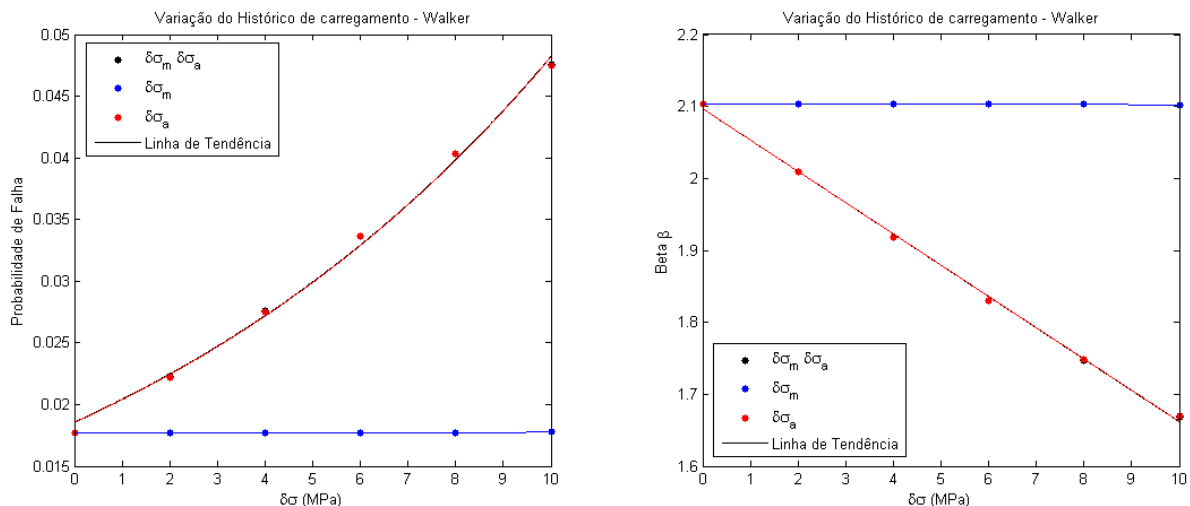 Variação do Histórico de carregamento - Walker
0.05
0.045
0.04
0.035
0.03
0.025
0.02
0.015
Probabilidade de Falha
δσm δσa
δσm
δσa
Linha de Tendência
0 1 2 3 4 5 6 7 8 9 10
δσ (MPa)
Variação do Histórico de carregamento - Walker
2.2
2.1
2
1.9
1.8
1.7
1.6
Beta β
δσm δσa
δσm
δσa
Linha de Tendência
0 1 2 3 4 5 6 7 8 9 10
δσ (MPa)